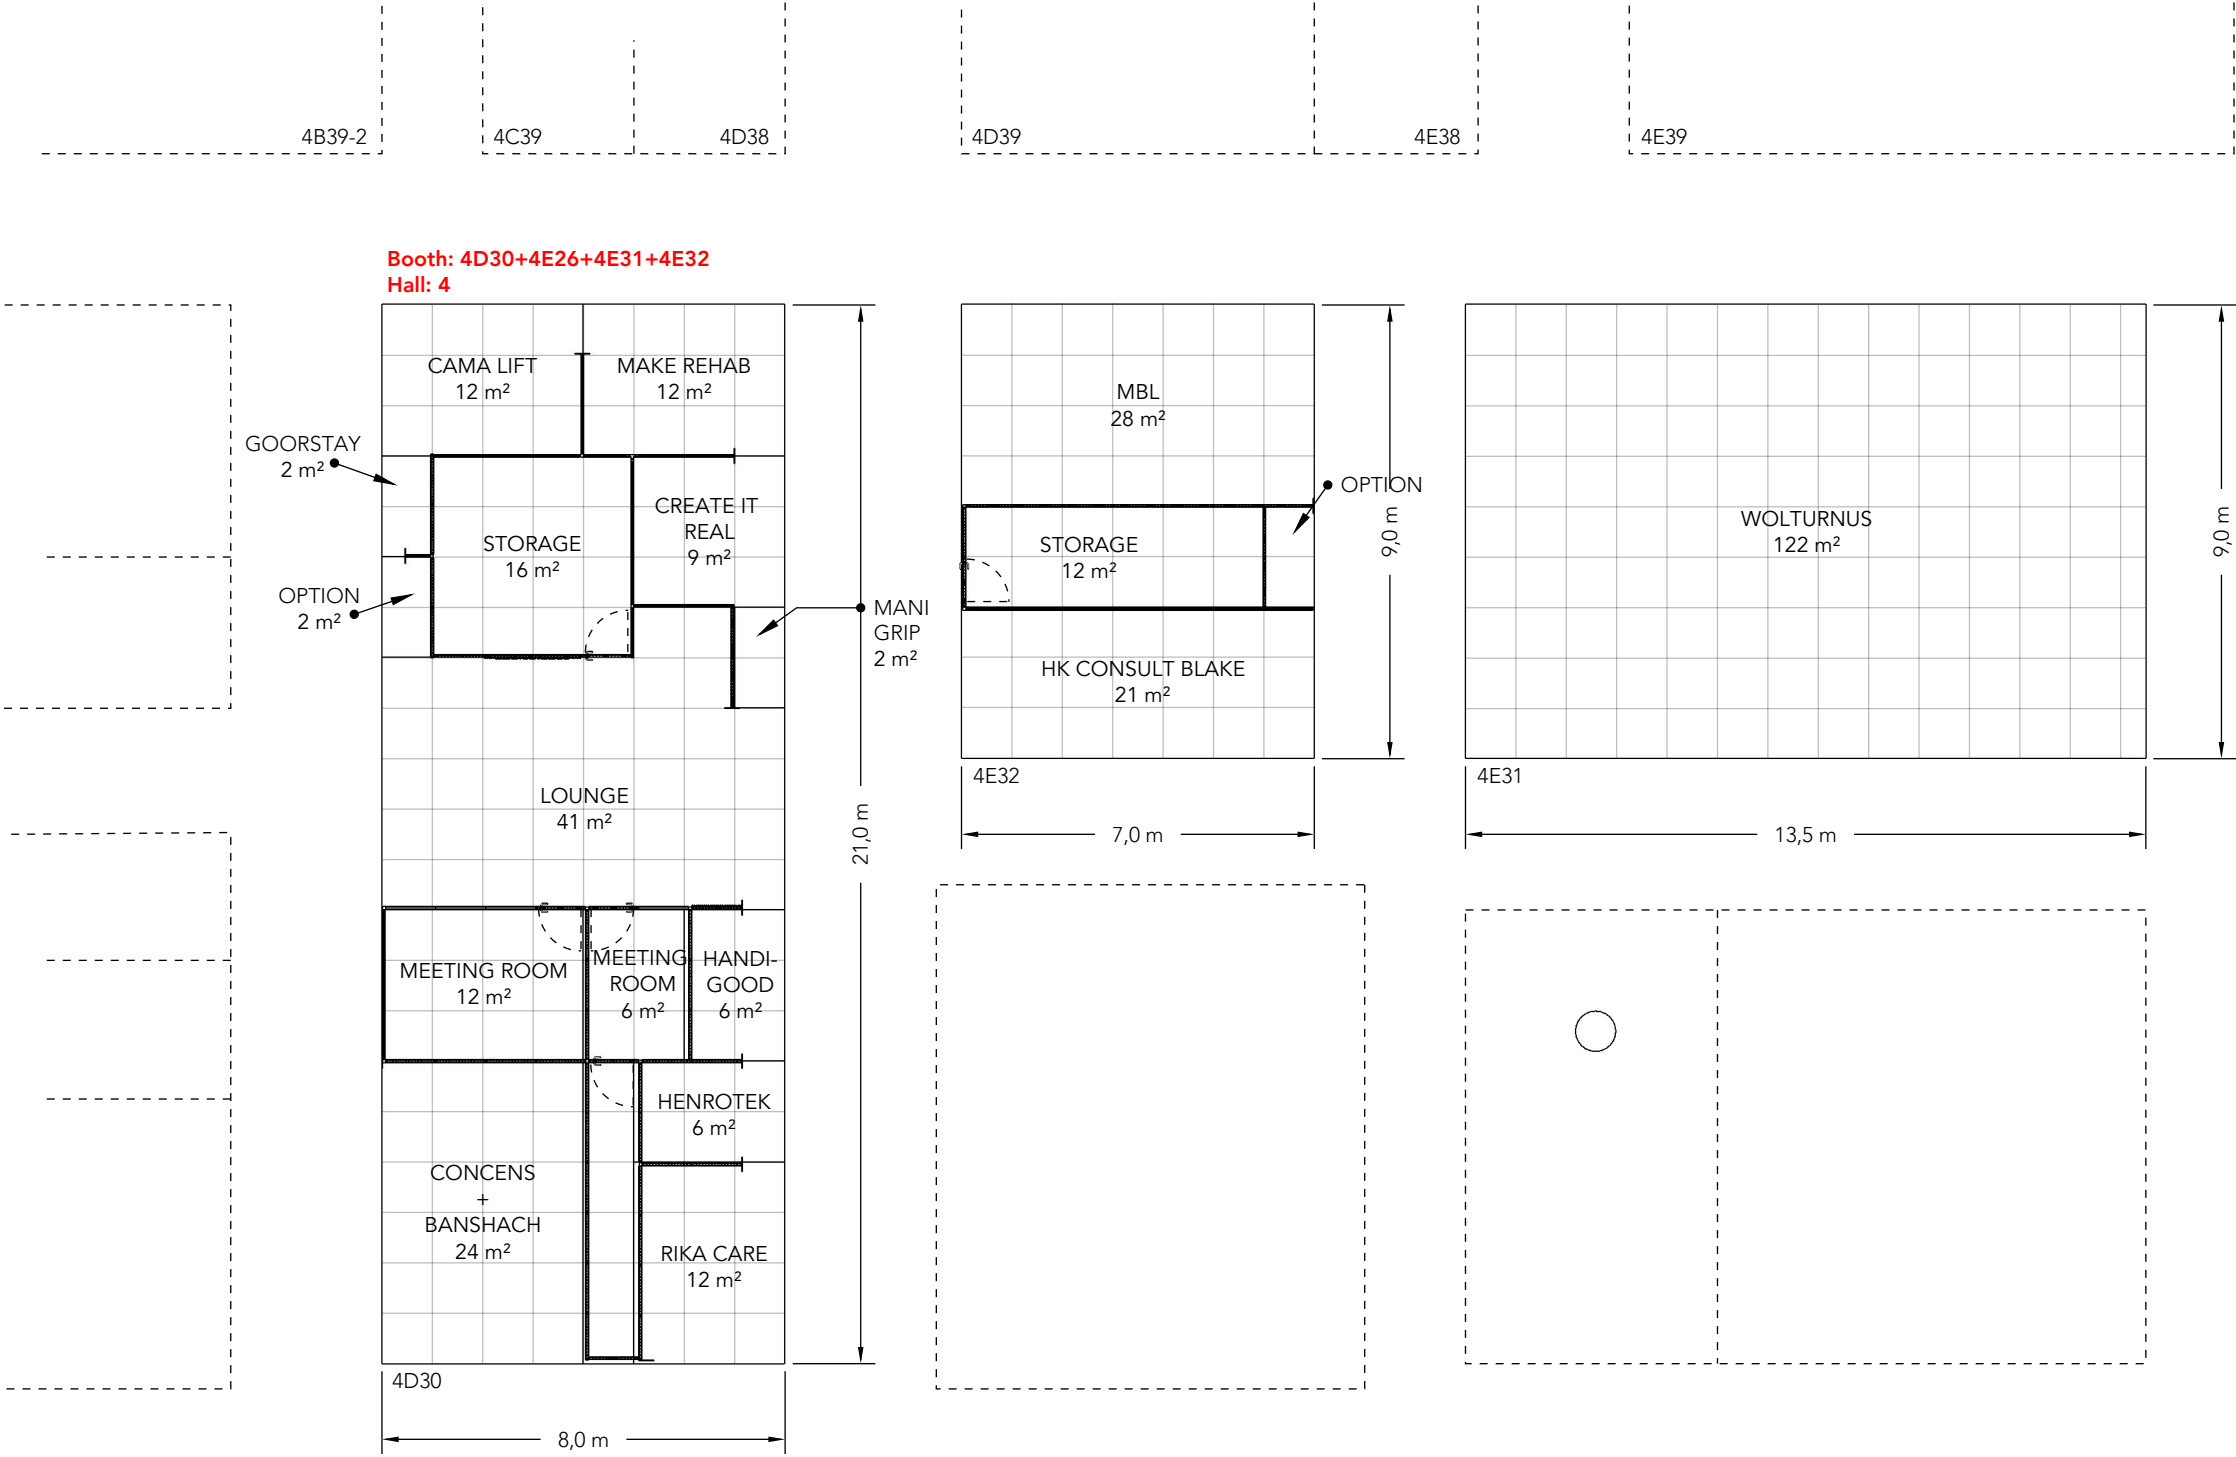 4B39-2
4C39
4D38
4D39
4E38
4E39
Booth: 4D30+4E26+4E31+4E32
Hall: 4
CAMA LIFT
12 m²
MAKE REHAB
12 m²
GOORSTAY
2 m²
STORAGE
16 m²
CREATE IT
REAL
9 m²
OPTION
2 m²
MANI
GRIP
2 m²
LOUNGE
41 m²
21,0 m
MEETING ROOM
12 m²
MEETING
ROOM
6 m²
HANDI-
GOOD
6 m²
HENROTEK
6 m²
CONCENS
+
BANSHACH
24 m²
RIKA CARE
12 m²
4D30
8,0 m
MBL
28 m²
OPTION
STORAGE
12 m²
9,0 m
HK CONSULT BLAKE
21 m²
4E32
7,0 m
WOLTURNUS
122 m²
9,0 m
4E31
13,5 m